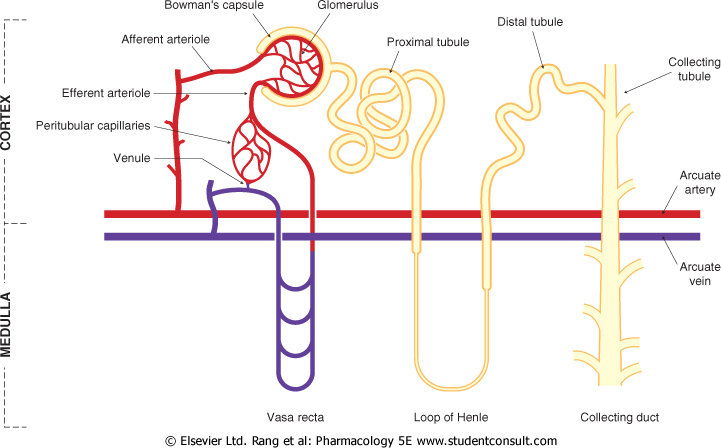 Bowman's capsule
Glomerulus
Afferent arteriole
Proximal tubule
Distal tubule
Collecting
tubule
Efferent arteriole
Peritubular capillaries
Venule
CORTEX
Arcuate
artery
Arcuate
vein
MEDULLA
Vasa recta
Loop of Henle
Collecting duct
© Elsevier Ltd. Rang et al: Pharmacology 5E www.studentconsult.com